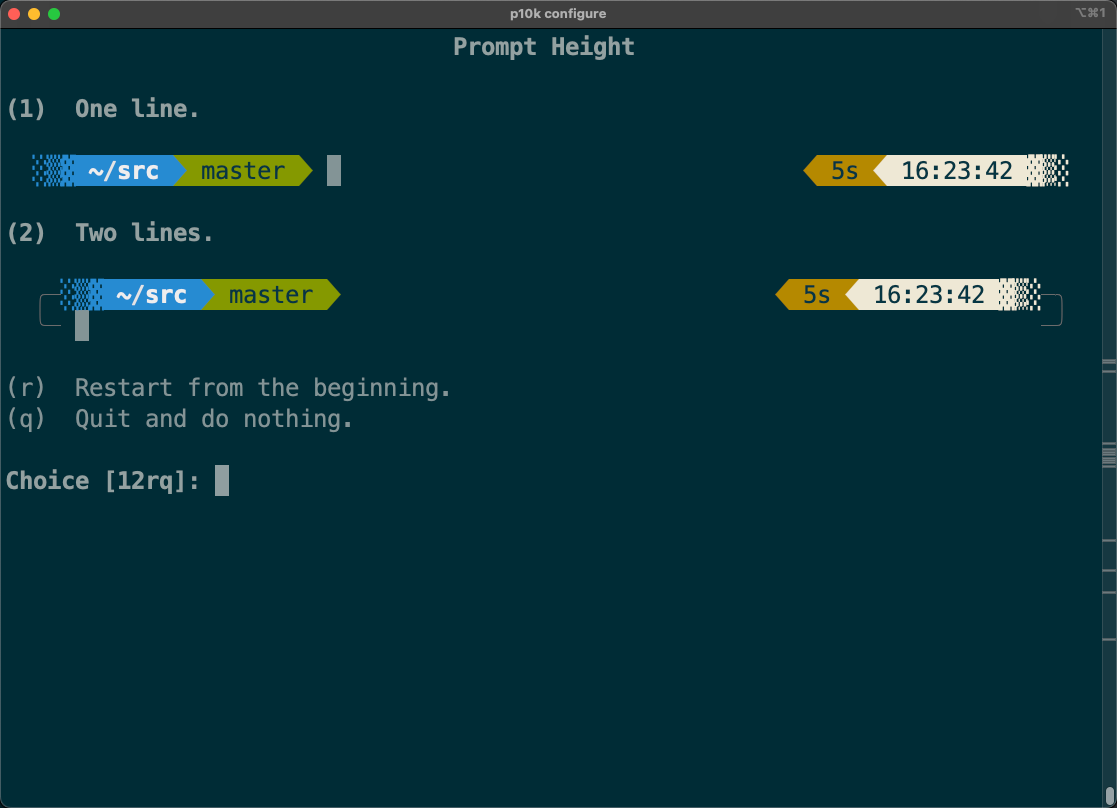 p10k configure ⌥⌘1
Prompt Height
(1) One line.
~/src master 5s 16:23:42
(2) Two lines.
~/src master 5s 16:23:42
(r) Restart from the beginning.
(q) Quit and do nothing.
Choice [12rq]: